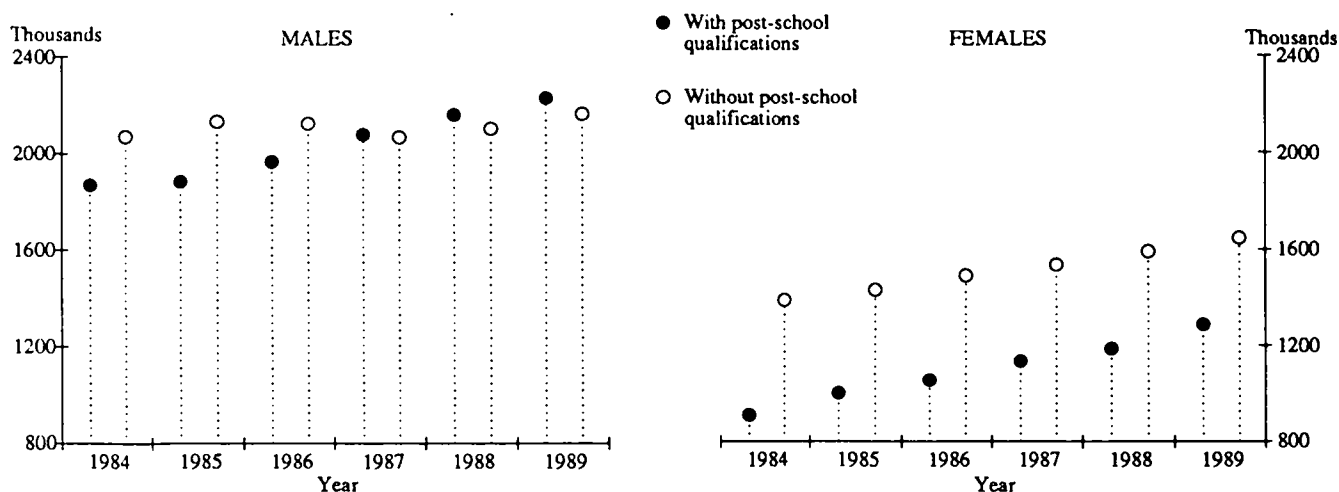 Thousands
MALES
2400
2000
1600
1200
800
1984 1985 1986 1987 1988 1989
Year
With post-school
qualifications
Without post-school
qualifications
FEMALES
Thousands
2400
2000
1600
1200
800
1984 1985 1986 1987 1988 1989
Year